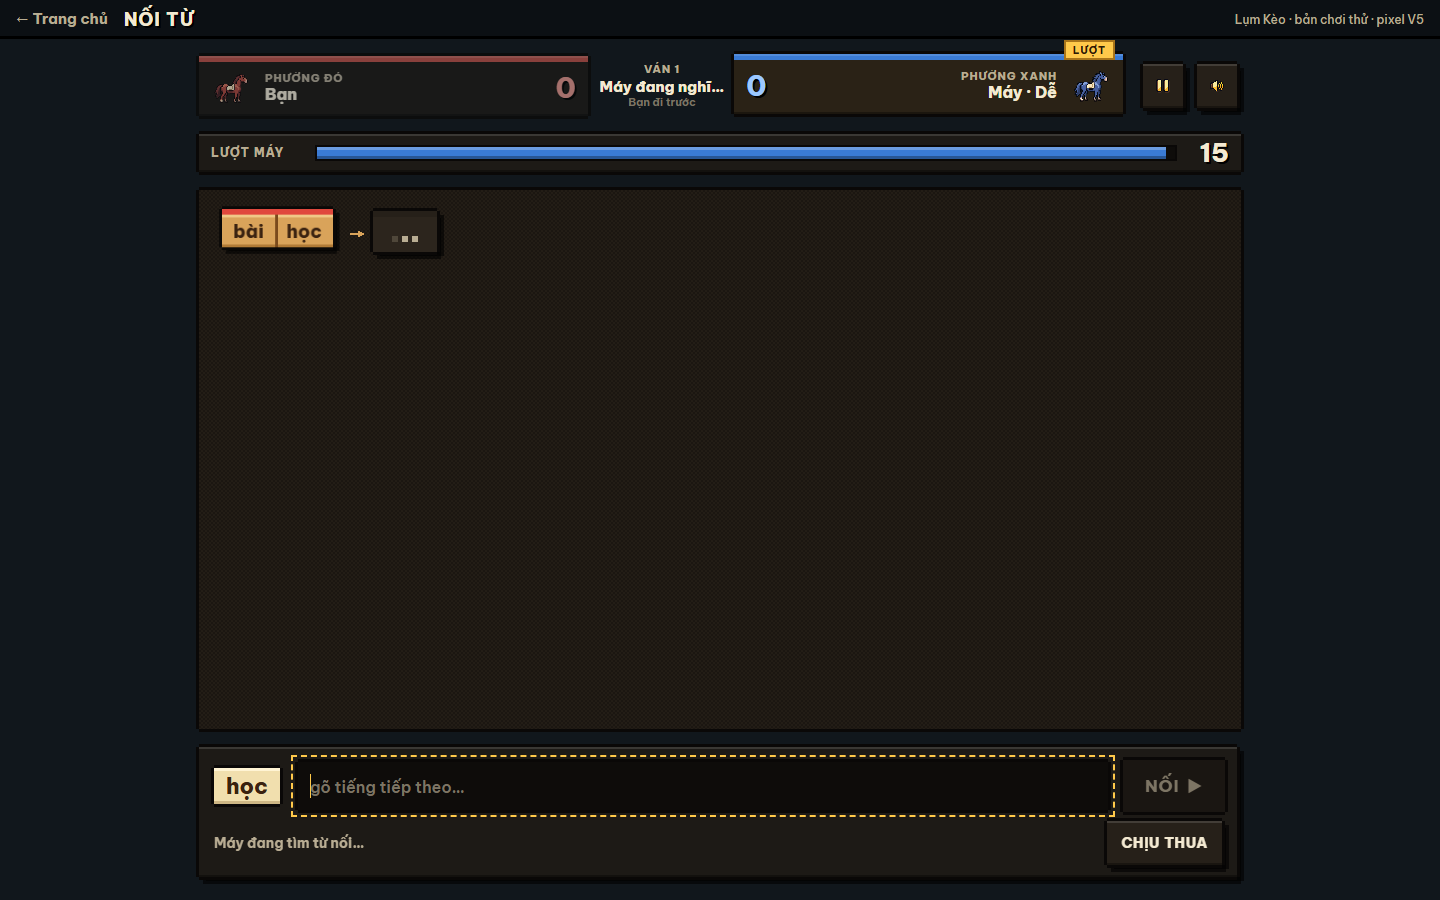 ← Trang chủ NỐI TỪ
Lụm Kèo · bản chơi thử · pixel V5
PHƯƠNG ĐỎ
Bạn
0
VÁN 1
Máy đang nghĩ...
Bạn đi trước
LƯỢT
0
PHƯƠNG XANH
Máy · Dễ
LƯỢT MÁY
15
bài học → ...
học
gõ tiếng tiếp theo...
NỐI ▶
Máy đang tìm từ nối...
CHỊU THUA